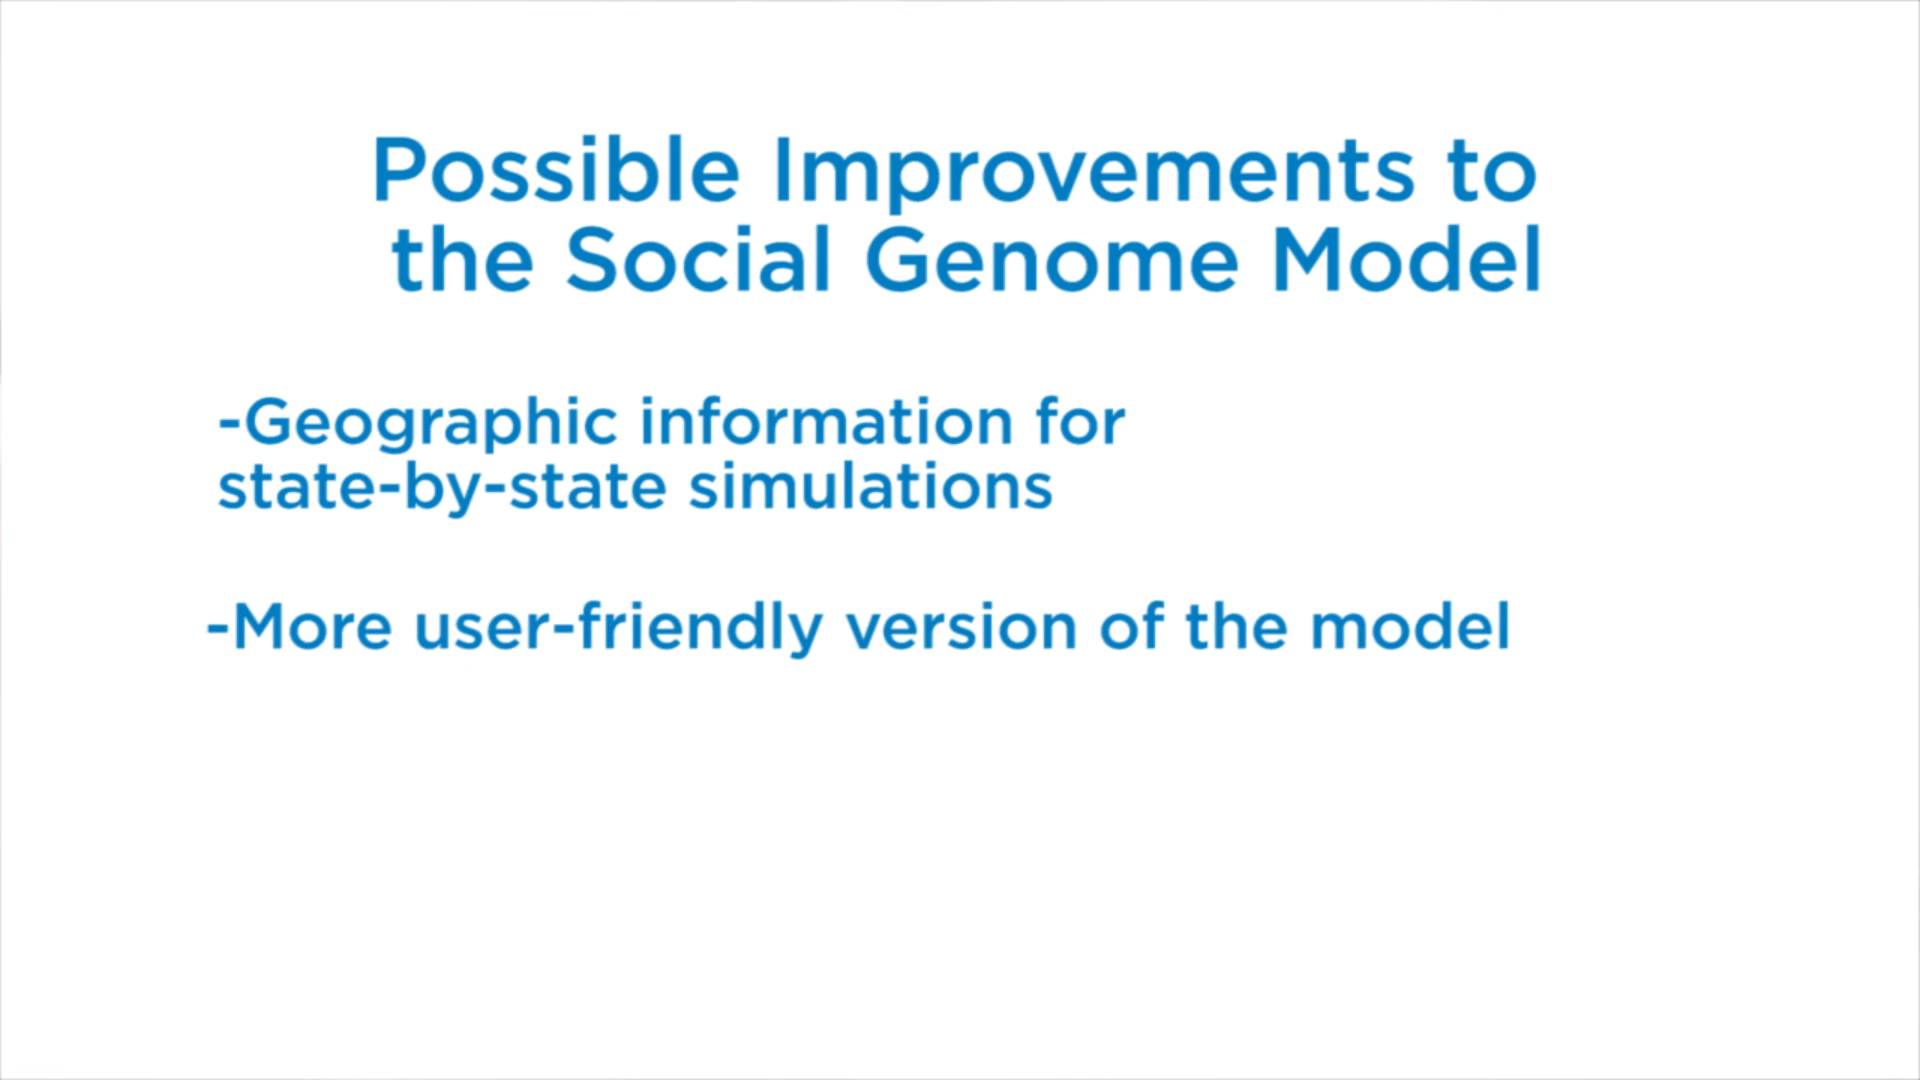 Possible Improvements to
the Social Genome Model
-Geographic information for
state-by-state simulations
-More user-friendly version of the model